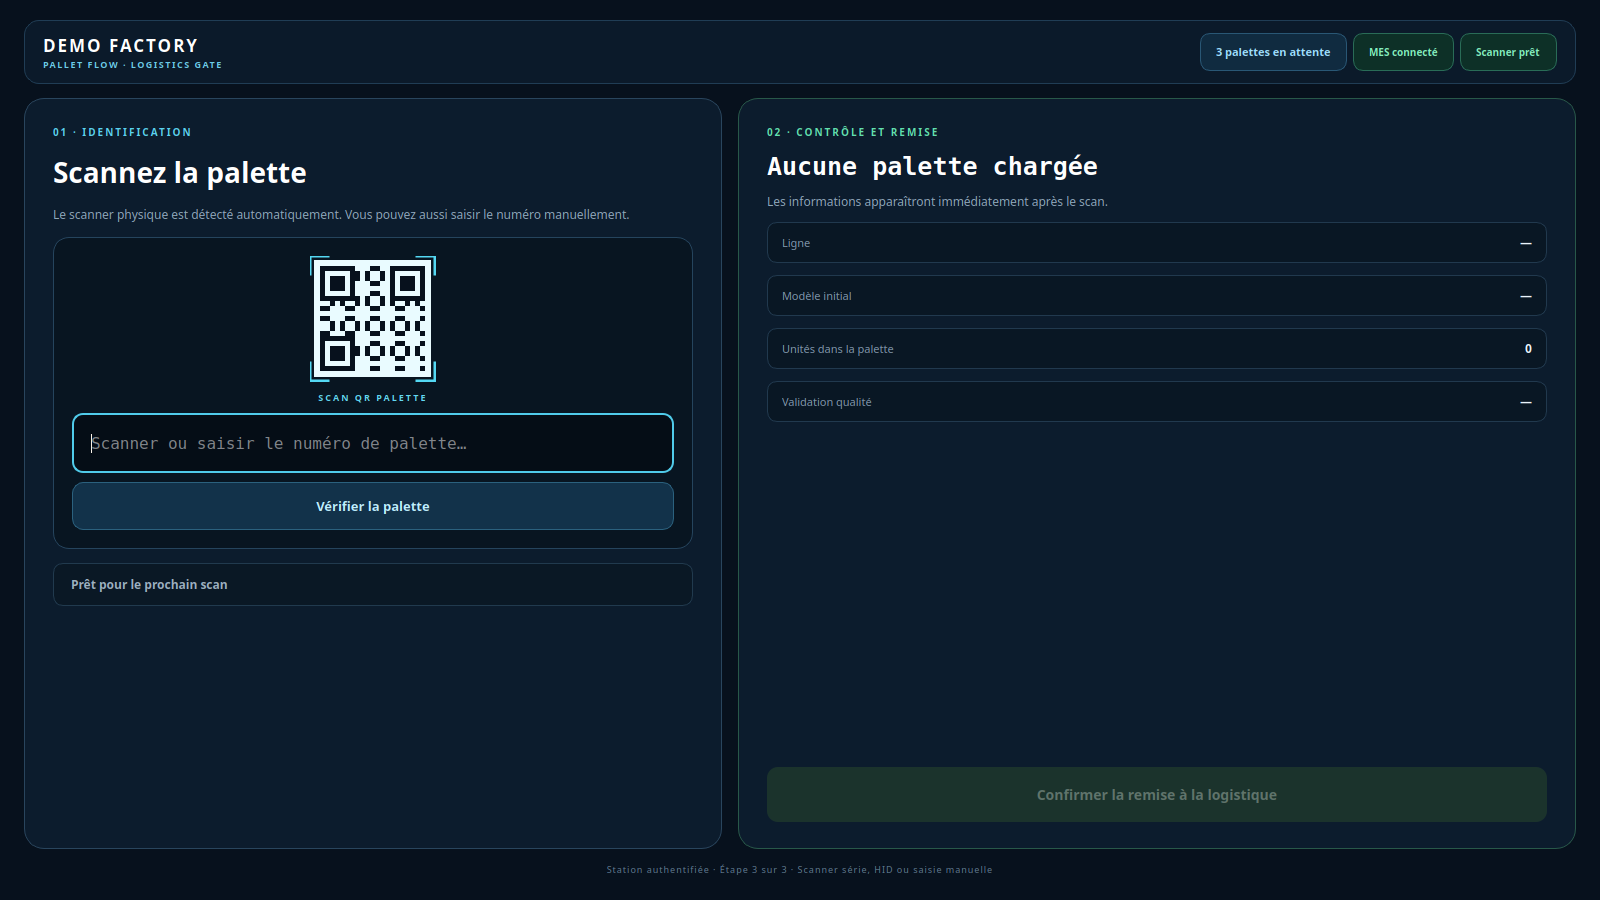 DEMO FACTORY
PALLET FLOW · LOGISTICS GATE
3 palettes en attente
MES connecté
Scanner prêt
01 · IDENTIFICATION
Scannez la palette
Le scanner physique est détecté automatiquement. Vous pouvez aussi saisir le numéro manuellement.
SCAN QR PALETTE
Scanner ou saisir le numéro de palette…
Vérifier la palette
Prêt pour le prochain scan
02 · CONTRÔLE ET REMISE
Aucune palette chargée
Les informations apparaîtront immédiatement après le scan.
Ligne —
Modèle initial —
Unités dans la palette 0
Validation qualité —
Confirmer la remise à la logistique
Station authentifiée · Étape 3 sur 3 · Scanner série, HID ou saisie manuelle